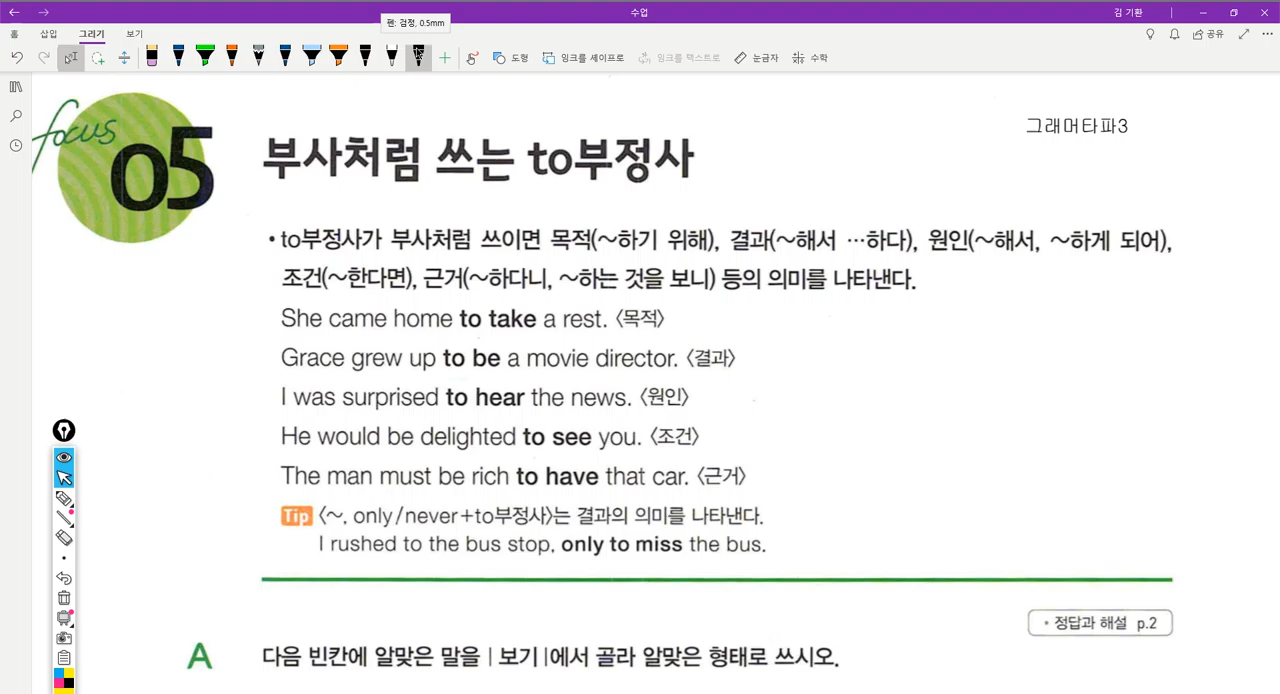 수업
김 기환
펜: 검정, 0.5mm
홈 삽입 그리기 보기
공유
도형 잉크를 셰이프로 잉크를 텍스트로 눈금자 수학
focus
05
그래머타파3
부사처럼 쓰는 to부정사
• to부정사가 부사처럼 쓰이면 목적(~하기 위해), 결과(~해서 …하다), 원인(~해서, ~하게 되어),
조건(~한다면), 근거(~하다니, ~하는 것을 보니) 등의 의미를 나타낸다.
She came home to take a rest. 〈목적〉
Grace grew up to be a movie director. 〈결과〉
I was surprised to hear the news. 〈원인〉
He would be delighted to see you. 〈조건〉
The man must be rich to have that car. 〈근거〉
Tip 〈~, only/never+to부정사〉는 결과의 의미를 나타낸다.
I rushed to the bus stop, only to miss the bus.
• 정답과 해설 p.2
A 다음 빈칸에 알맞은 말을 | 보기 |에서 골라 알맞은 형태로 쓰시오.